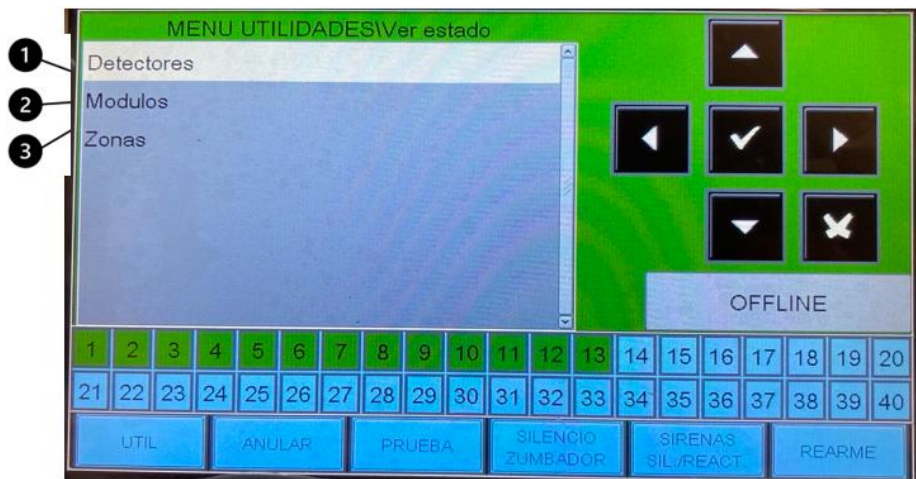 MENU UTILIDADES\Ver estado
1 Detectores
2 Modulos
3 Zonas
OFFLINE
1 2 3 4 5 6 7 8 9 10 11 12 13 14 15 16 17 18 19 20
21 22 23 24 25 26 27 28 29 30 31 32 33 34 35 36 37 38 39 40
UTIL ANULAR PRUEBA SILENCIO ZUMBADOR SIRENAS SIL:/REACT. REARME